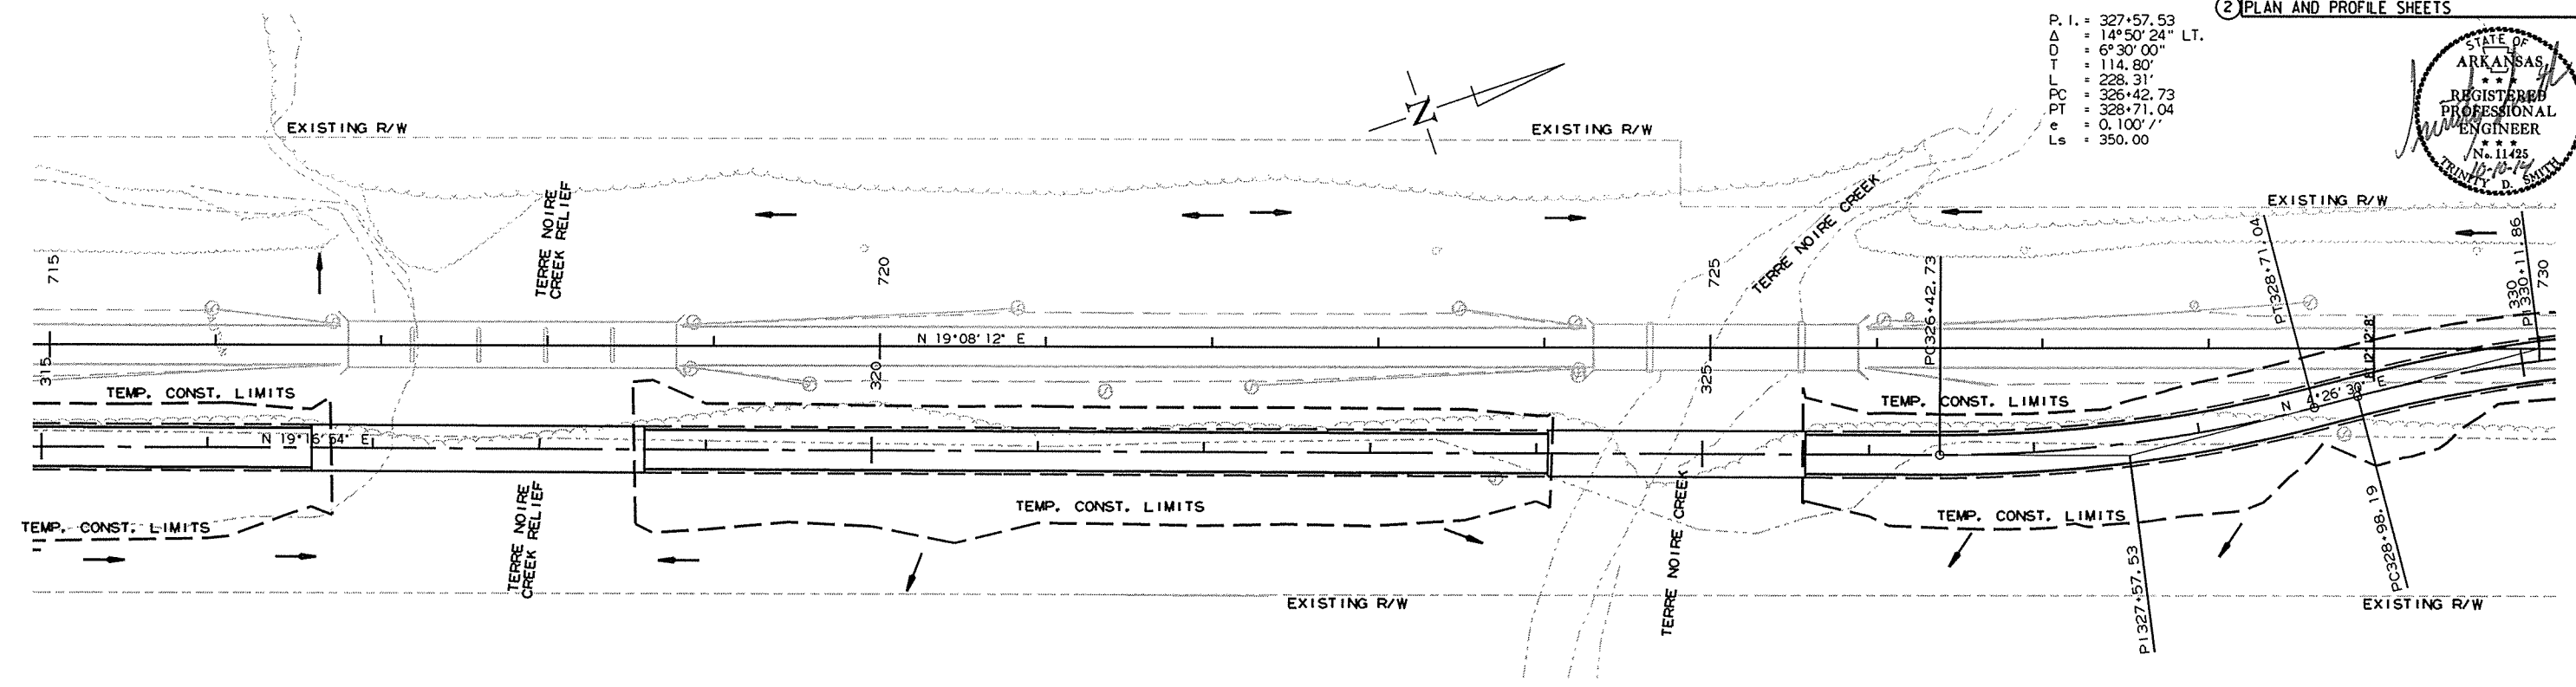 2 PLAN AND PROFILE SHEETS
P.I. = 327+57.53
Δ = 14°50'24" LT.
D = 6°30'00"
T = 114.80'
L = 228.31'
PC = 326+42.73
PT = 328+71.04
e = 0.100'/'
Ls = 350.00
STATE OF
ARKANSAS
★ ★ ★
REGISTERED
PROFESSIONAL
ENGINEER
★ ★ ★
No. 11425
TRINITY D. SMITH
N
EXISTING R/W
EXISTING R/W
EXISTING R/W
TERRE NOIRE
CREEK RELIEF
TERRE NOIRE CREEK
715
720
725
730
PC326+42.73
PT328+71.04
PI330+11.86
330
N 19°08'12" E
315
320
325
12' 12' 8'
TEMP. CONST. LIMITS
TEMP. CONST. LIMITS
N 19°16'54" E
N 4°26'30" E
TEMP. CONST. LIMITS
TEMP. CONST. LIMITS
TEMP. CONST. LIMITS
TERRE NOIRE
CREEK RELIEF
TERRE NOIRE CREEK
PI327+57.53
PC328+98.19
EXISTING R/W
EXISTING R/W